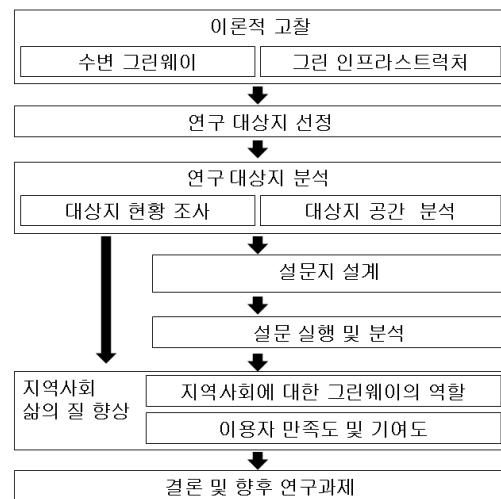 이론적 고찰
수변 그린웨이
그린 인프라스트럭처
연구 대상지 선정
연구 대상지 분석
대상지 현황 조사
대상지 공간 분석
설문지 설계
설문 실행 및 분석
지역사회
삶의 질 향상
지역사회에 대한 그린웨이의 역할
이용자 만족도 및 기여도
결론 및 향후 연구과제